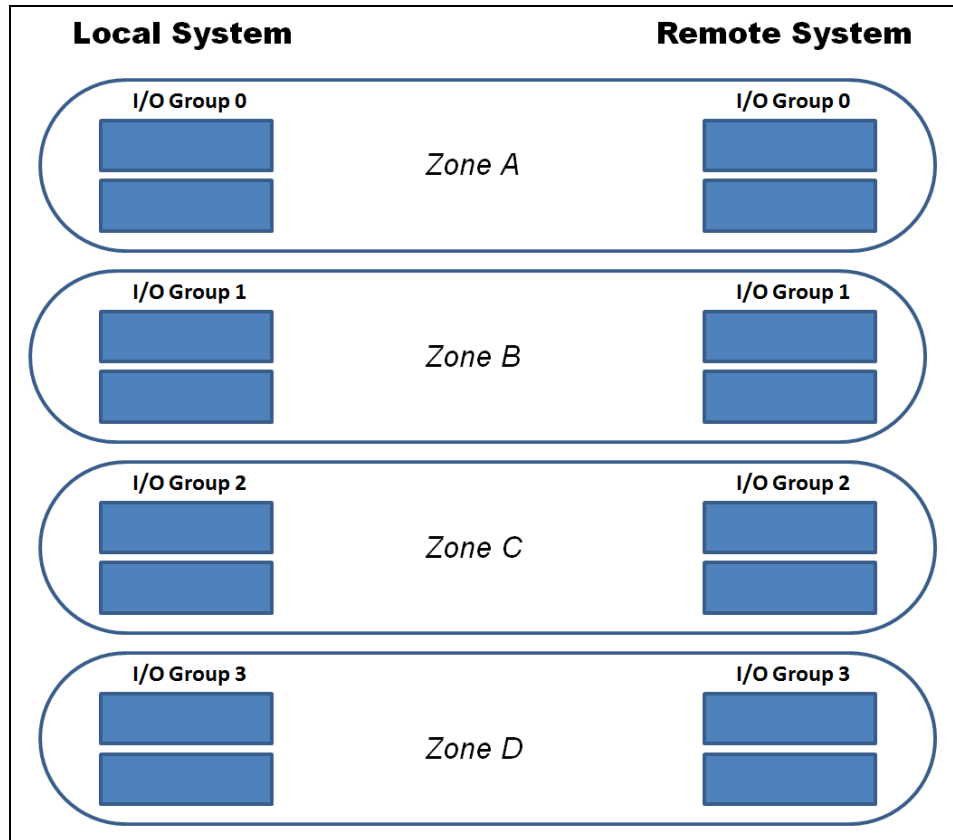 Local System
Remote System
I/O Group 0
I/O Group 0
Zone A
I/O Group 1
I/O Group 1
Zone B
I/O Group 2
I/O Group 2
Zone C
I/O Group 3
I/O Group 3
Zone D